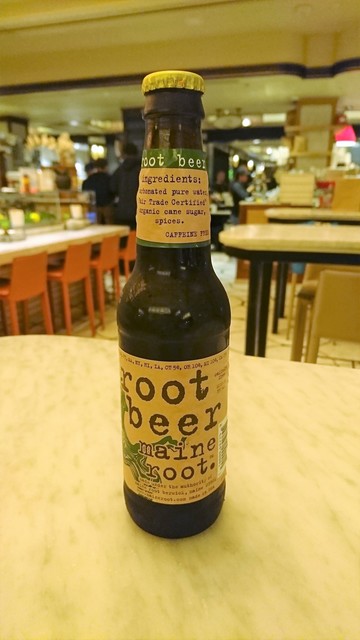 root beer
ingredients:
carbonated pure water,
Fair Trade Certified
organic cane sugar,
spices.
CAFFEINE FREE
root
beer
maine
root.